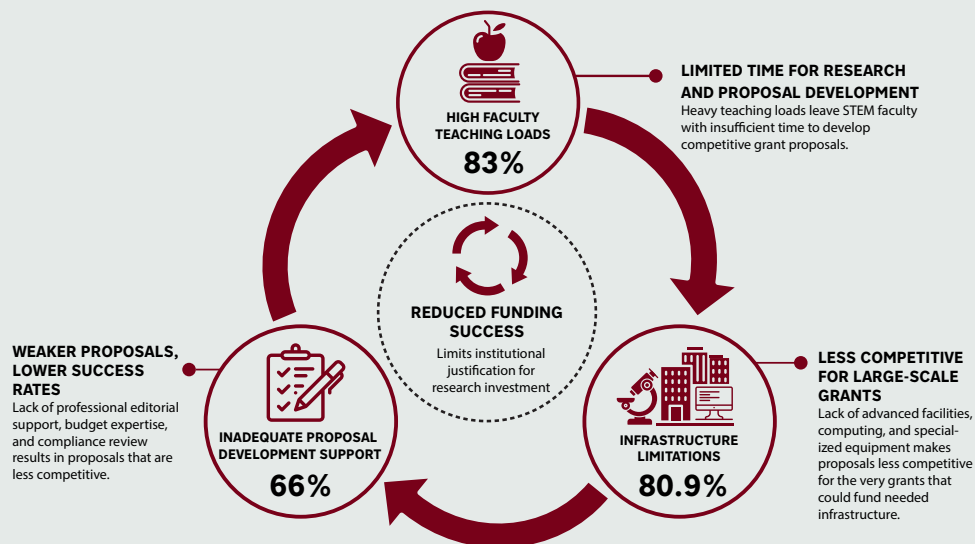 HIGH FACULTY
TEACHING LOADS
83%
LIMITED TIME FOR RESEARCH
AND PROPOSAL DEVELOPMENT
Heavy teaching loads leave STEM faculty
with insufficient time to develop
competitive grant proposals.
REDUCED FUNDING
SUCCESS
Limits institutional
justification for
research investment
WEAKER PROPOSALS,
LOWER SUCCESS
RATES
Lack of professional editorial
support, budget expertise,
and compliance review
results in proposals that are
less competitive.
INADEQUATE PROPOSAL
DEVELOPMENT SUPPORT
66%
INFRASTRUCTURE
LIMITATIONS
80.9%
LESS COMPETITIVE
FOR LARGE-SCALE
GRANTS
Lack of advanced facilities,
computing, and special-
ized equipment makes
proposals less competitive
for the very grants that
could fund needed
infrastructure.